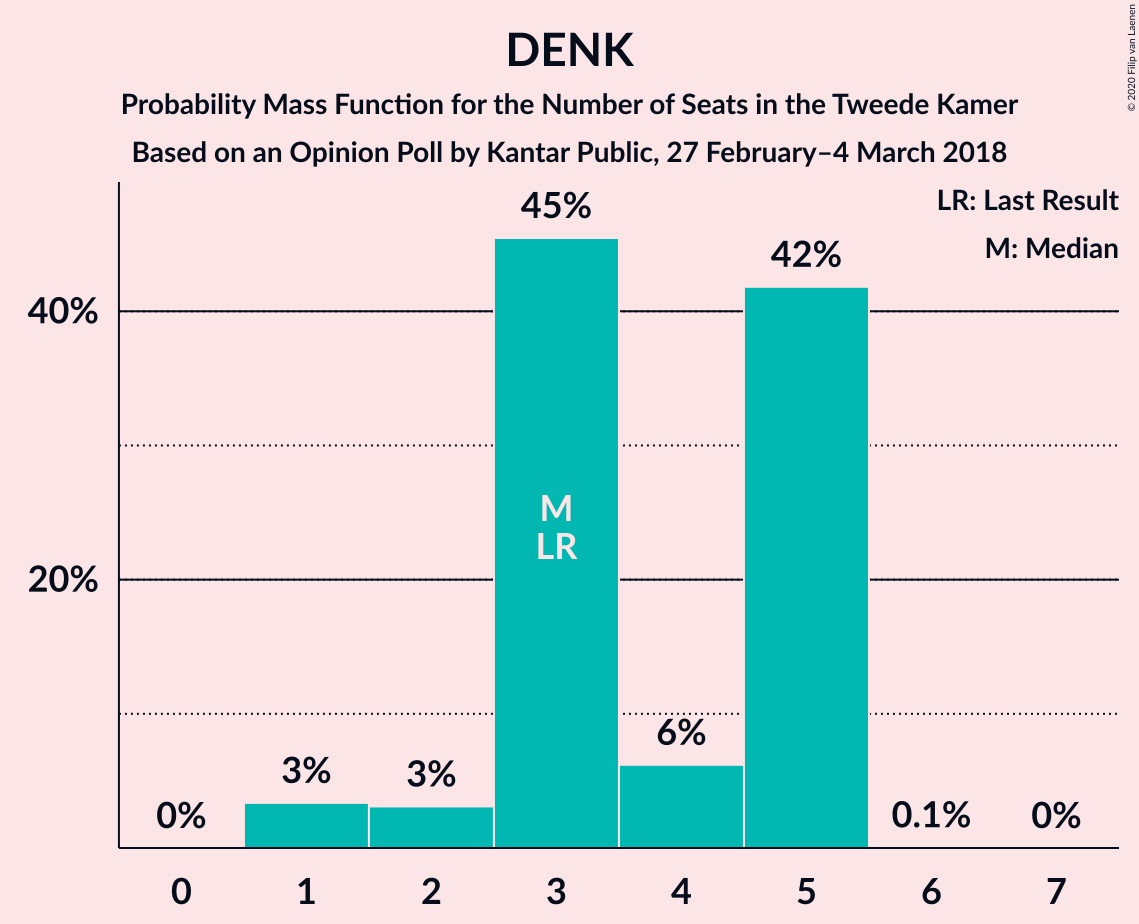 DENK
Probability Mass Function for the Number of Seats in the Tweede Kamer
Based on an Opinion Poll by Kantar Public, 27 February–4 March 2018
© 2020 Filip van Laenen
LR: Last Result
M: Median
40%
20%
0%
3%
3%
45%
6%
42%
0.1%
0%
M
LR
0 1 2 3 4 5 6 7